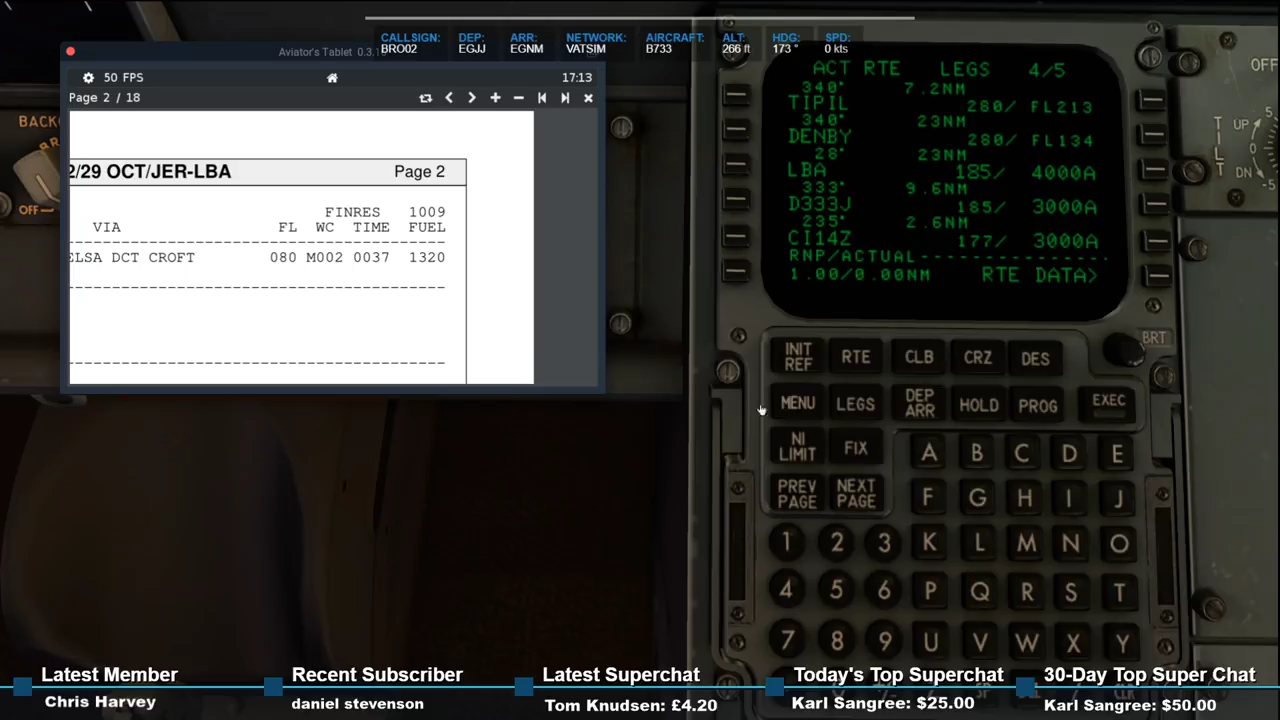 CALLSIGN: DEP: ARR: NETWORK: AIRCRAFT: ALT: HDG: SPD:
BRO02 EGJJ EGNM VATSIM B733 266 ft 173 ° 0 kts
Aviator's Tablet 0.3.
50 FPS 17:13
Page 2 / 18
2/29 OCT/JER-LBA Page 2
FINRES 1009
VIA FL WC TIME FUEL
ELSA DCT CROFT 080 M002 0037 1320
OFF
ACT RTE LEGS 4/5
340° 7.2NM
TIPIL 280/ FL213
340° 23NM
DENBY 280/ FL134
28° 23NM
LBA 185/ 4000A
333° 9.6NM
D333J 185/ 3000A
235° 2.6NM
CI14Z 177/ 3000A
RNP/ACTUAL
1.00/0.00NM RTE DATA>
OFF
TILT
UP 5
0
DN -5
BRT
INIT REF RTE CLB CRZ DES
MENU LEGS DEP ARR HOLD PROG EXEC
N1 LIMIT FIX
PREV PAGE NEXT PAGE
A B C D E
F G H I J
1 2 3 K L M N O
4 5 6 P Q R S T
7 8 9 U V W X Y
Latest Member
Chris Harvey
Recent Subscriber
daniel stevenson
Latest Superchat
Tom Knudsen: £4.20
Today's Top Superchat
Karl Sangree: $25.00
30-Day Top Super Chat
Karl Sangree: $50.00